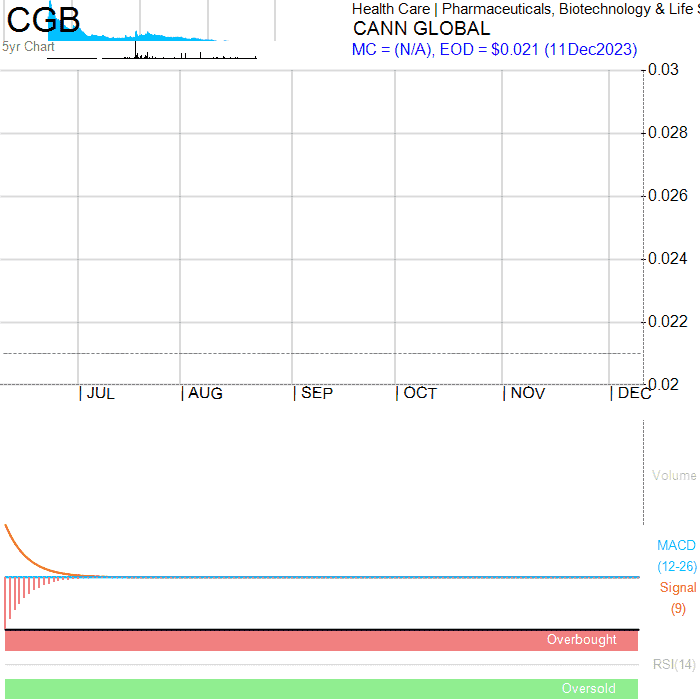 CGB
5yr Chart
Health Care | Pharmaceuticals, Biotechnology & Life S
CANN GLOBAL
MC = (N/A), EOD = $0.021 (11Dec2023)
0.03
0.028
0.026
0.024
0.022
0.02
| JUL | AUG | SEP | OCT | NOV | DEC
Volume
MACD
(12-26)
Signal
(9)
Overbought
RSI(14)
Oversold